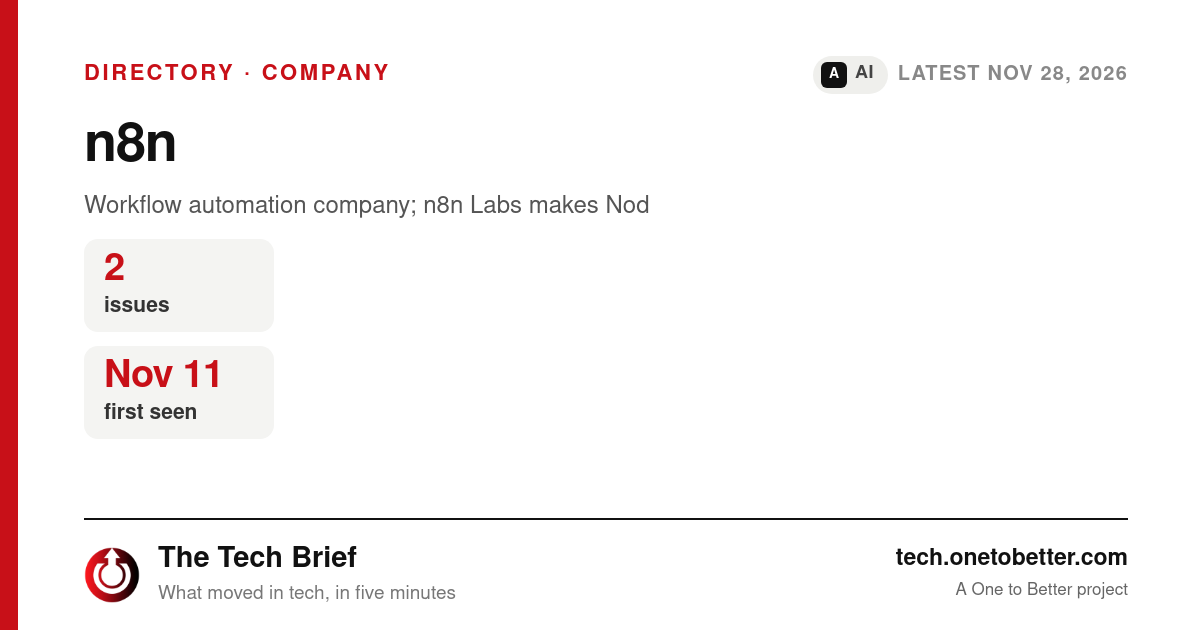 DIRECTORY · COMPANY
A AI LATEST NOV 28, 2026
n8n
Workflow automation company; n8n Labs makes Nod
2
issues
Nov 11
first seen
The Tech Brief
What moved in tech, in five minutes
tech.onetobetter.com
A One to Better project